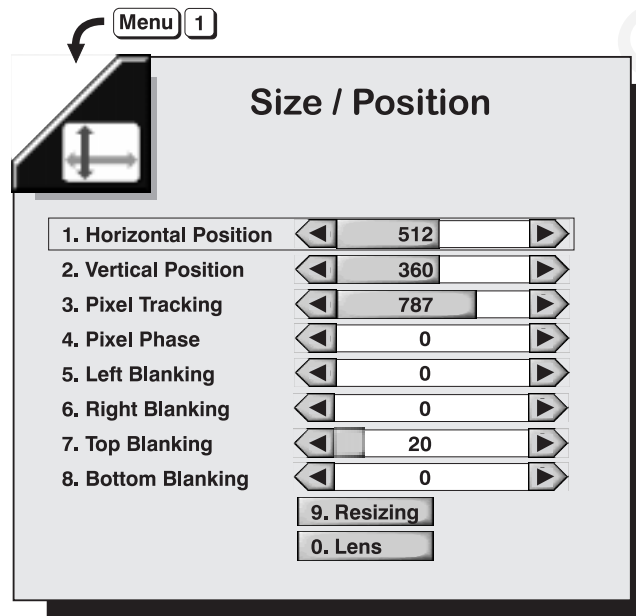 Menu 1
Size / Position
1. Horizontal Position 512
2. Vertical Position 360
3. Pixel Tracking 787
4. Pixel Phase 0
5. Left Blanking 0
6. Right Blanking 0
7. Top Blanking 20
8. Bottom Blanking 0
9. Resizing
0. Lens